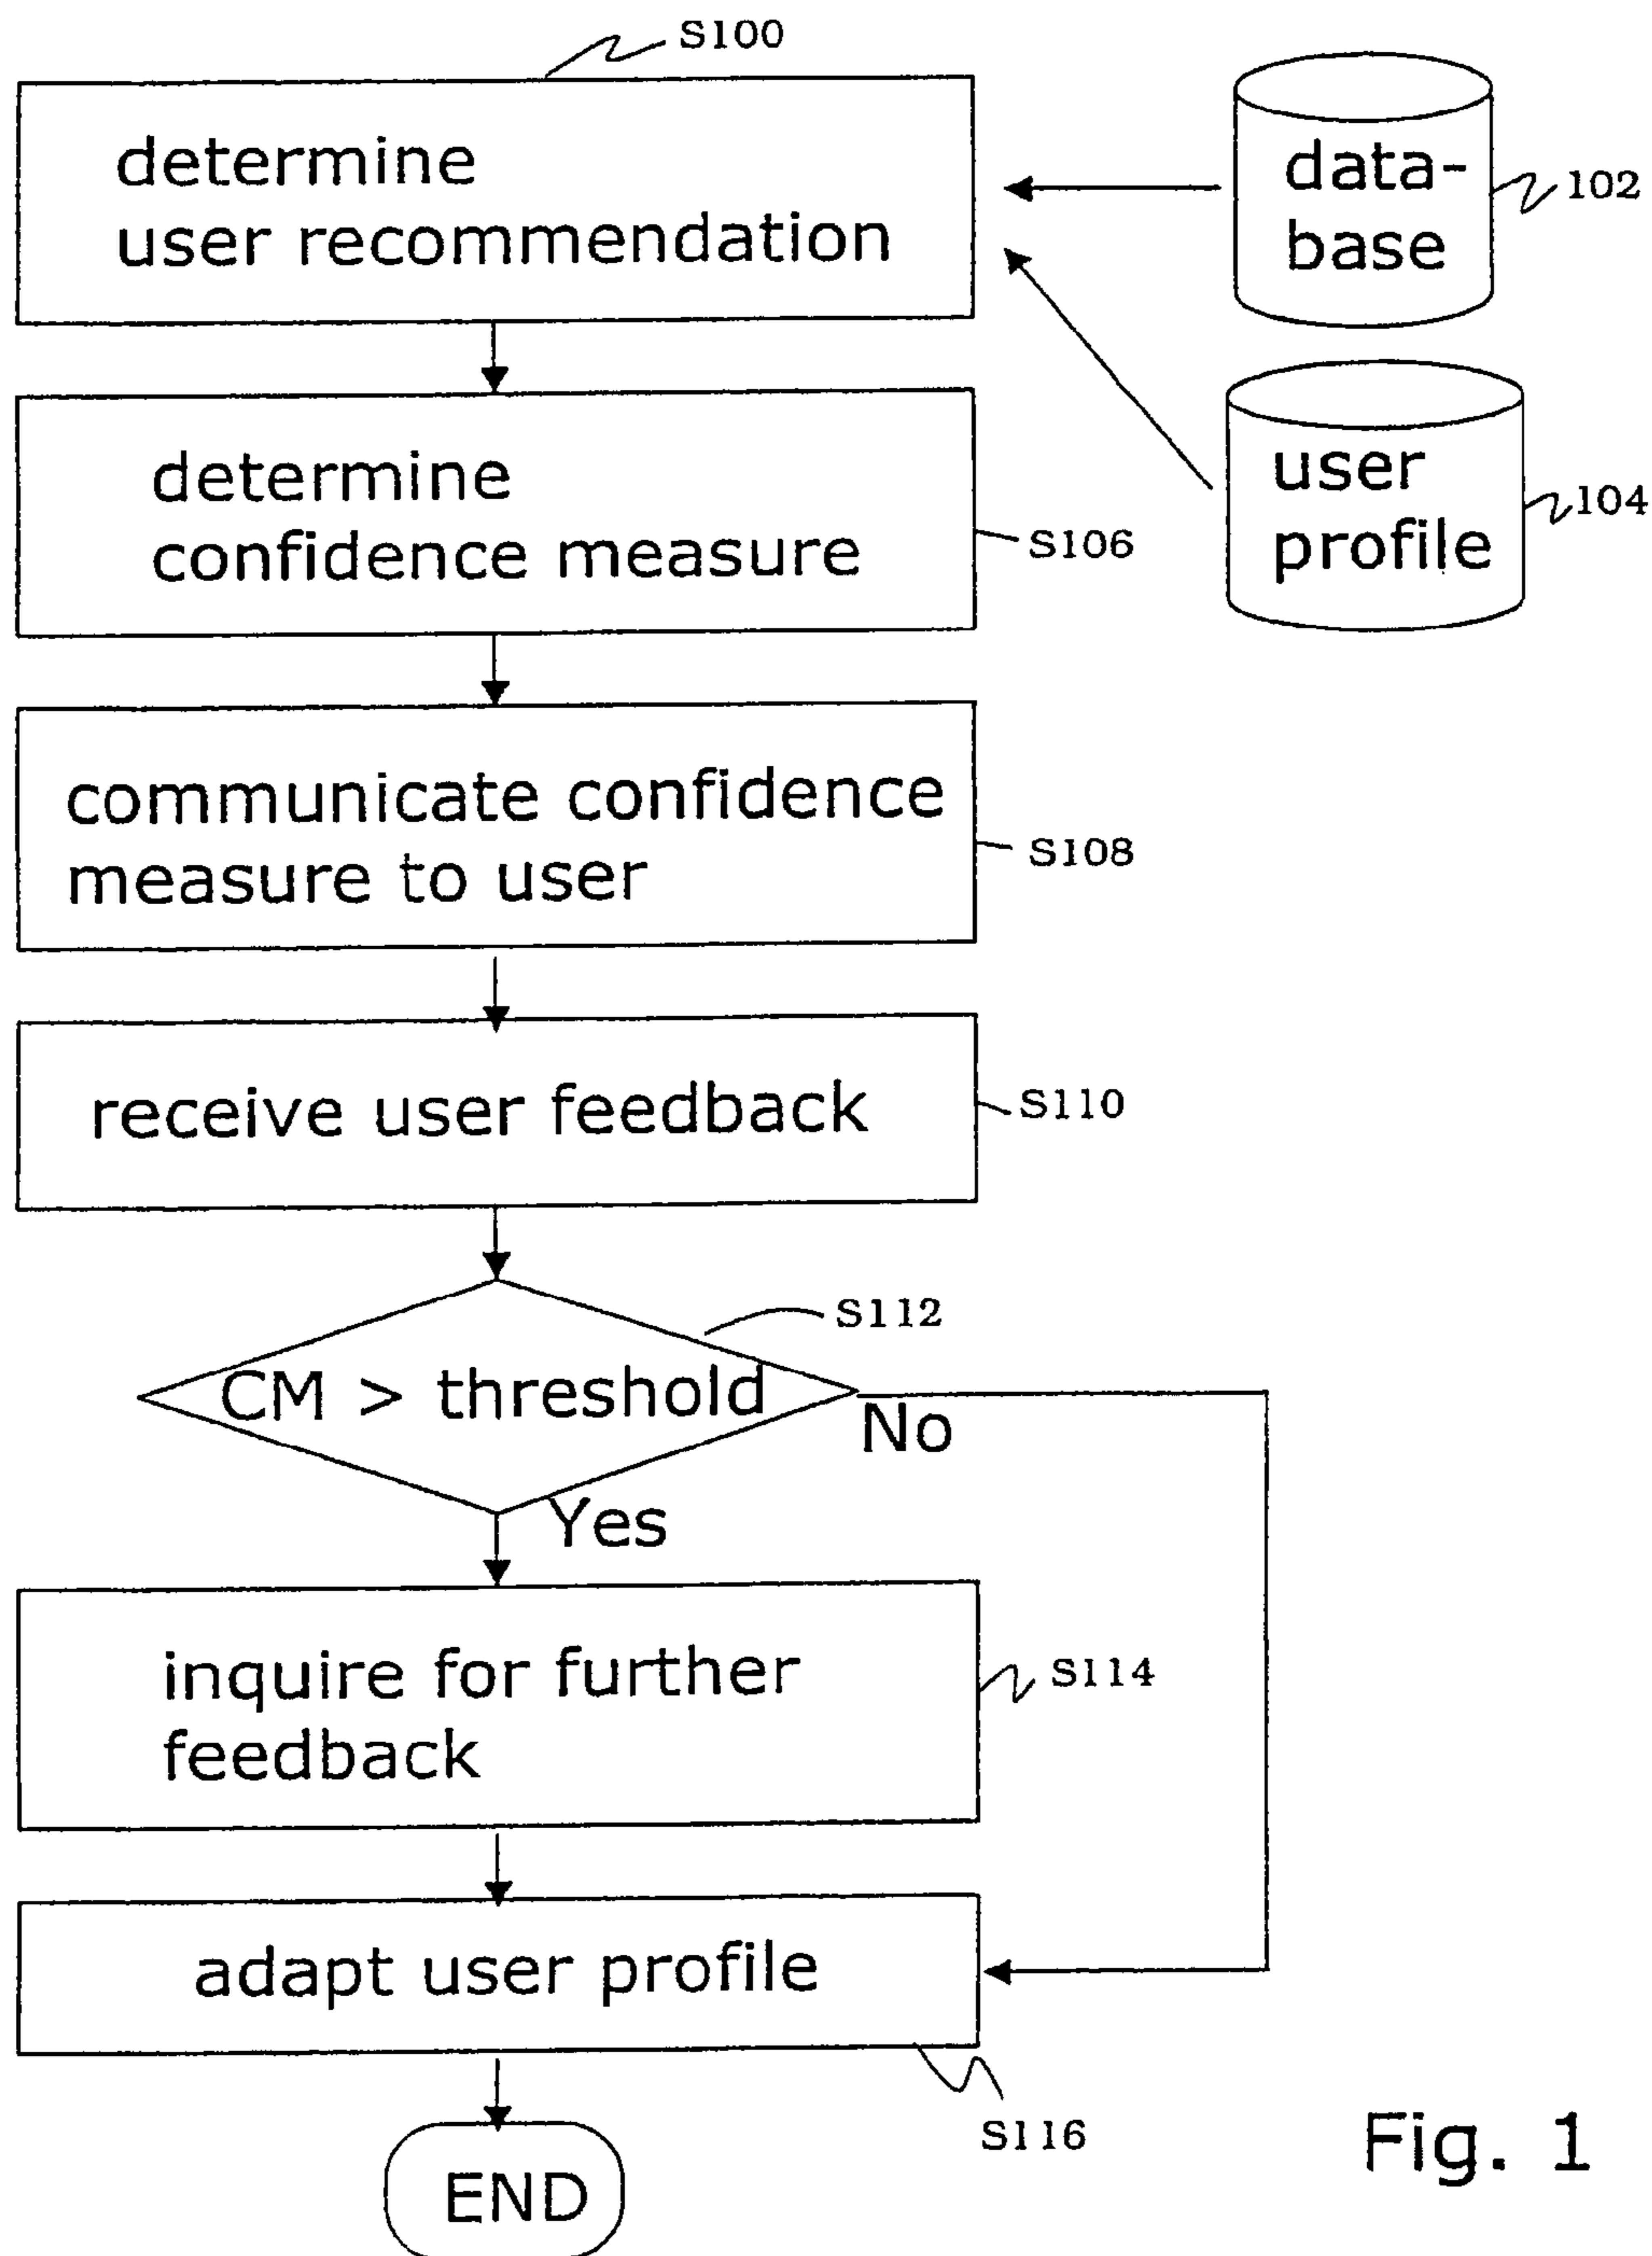 S100
determine
user recommendation
data-
base
102
determine
confidence measure
S106
user
profile
104
communicate confidence
measure to user
S108
receive user feedback
S110
S112
CM > threshold
No
Yes
inquire for further
feedback
S114
adapt user profile
S116
END
Fig. 1